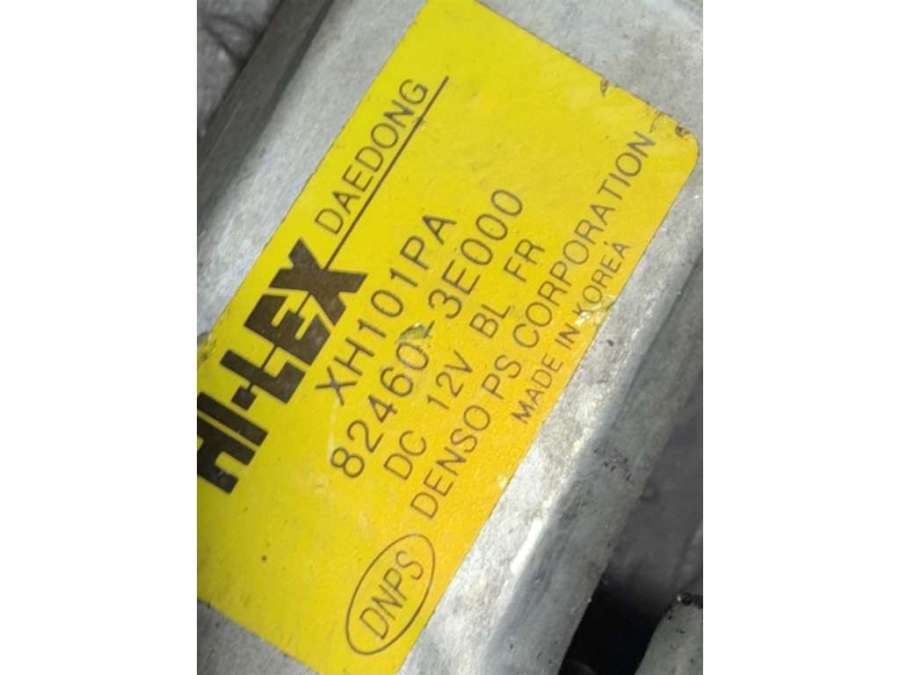 HI-LEX DAEDONG
XH101PA
82460-3E000
DC 12V BL FR
DENSO PS CORPORATION
DNPS MADE IN KOREA